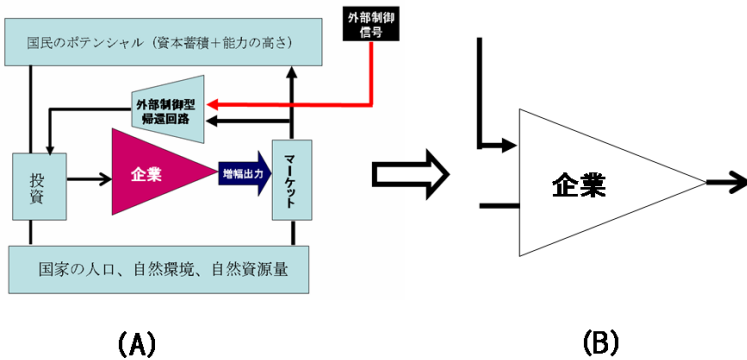 外部制御
信号
国民のポテンシャル（資本蓄積＋能力の高さ）
外部制御型
帰還回路
投資
企業
増幅出力
マーケット
国家の人口、自然環境、自然資源量
(A)
企業
(B)